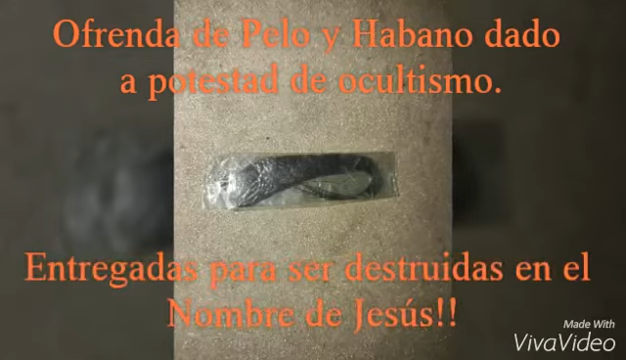 Ofrenda de Pelo y Habano dado
a potestad de ocultismo.
Entregadas para ser destruidas en el
Nombre de Jesús!!
Made With
VivaVideo